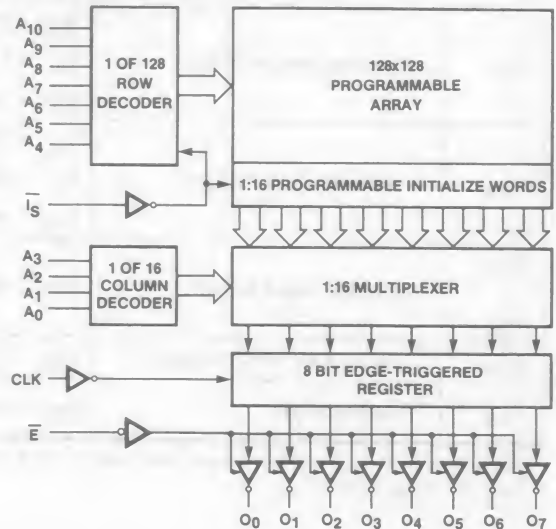 A10
A9
A8
A7
A6
A5
A4
1 OF 128
ROW
DECODER
128x128
PROGRAMMABLE
ARRAY
1:16 PROGRAMMABLE INITIALIZE WORDS
IS
A3
A2
A1
A0
1 OF 16
COLUMN
DECODER
1:16 MULTIPLEXER
CLK
8 BIT EDGE-TRIGGERED
REGISTER
E
O0 O1 O2 O3 O4 O5 O6 O7